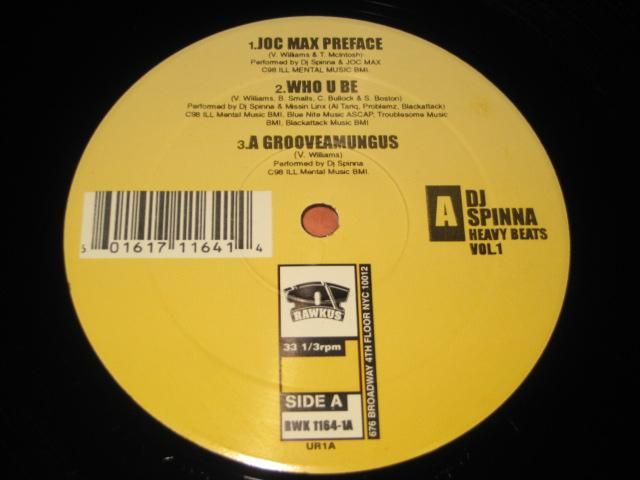 1.JOC MAX PREFACE
(V. Williams & T. McIntosh)
Performed by Dj Spinna & JOC MAX
C98 ILL MENTAL MUSIC BMI.
2.WHO U BE
(V. Williams, B. Smalls, C. Bullock & S. Boston)
Performed by Dj Spinna & Missin Linx (Al Tariq, Problemz, Blackattack)
C98 ILL Mental Music BMI, Blue Nite Music ASCAP; Troublesome Music
BMI, Blackattack Music BMI
3.A GROOVEAMUNGUS
(V. Williams)
Performed by Dj Spinna
C98 ILL Mental Music BMI.
5 01617 11641 4
A
DJ
SPINNA
HEAVY BEATS
VOL.1
RAWKUS
33 1/3rpm
SIDE A
RWK 1164-1A
676 BROADWAY 4TH FLOOR NYC 10012
UR1A